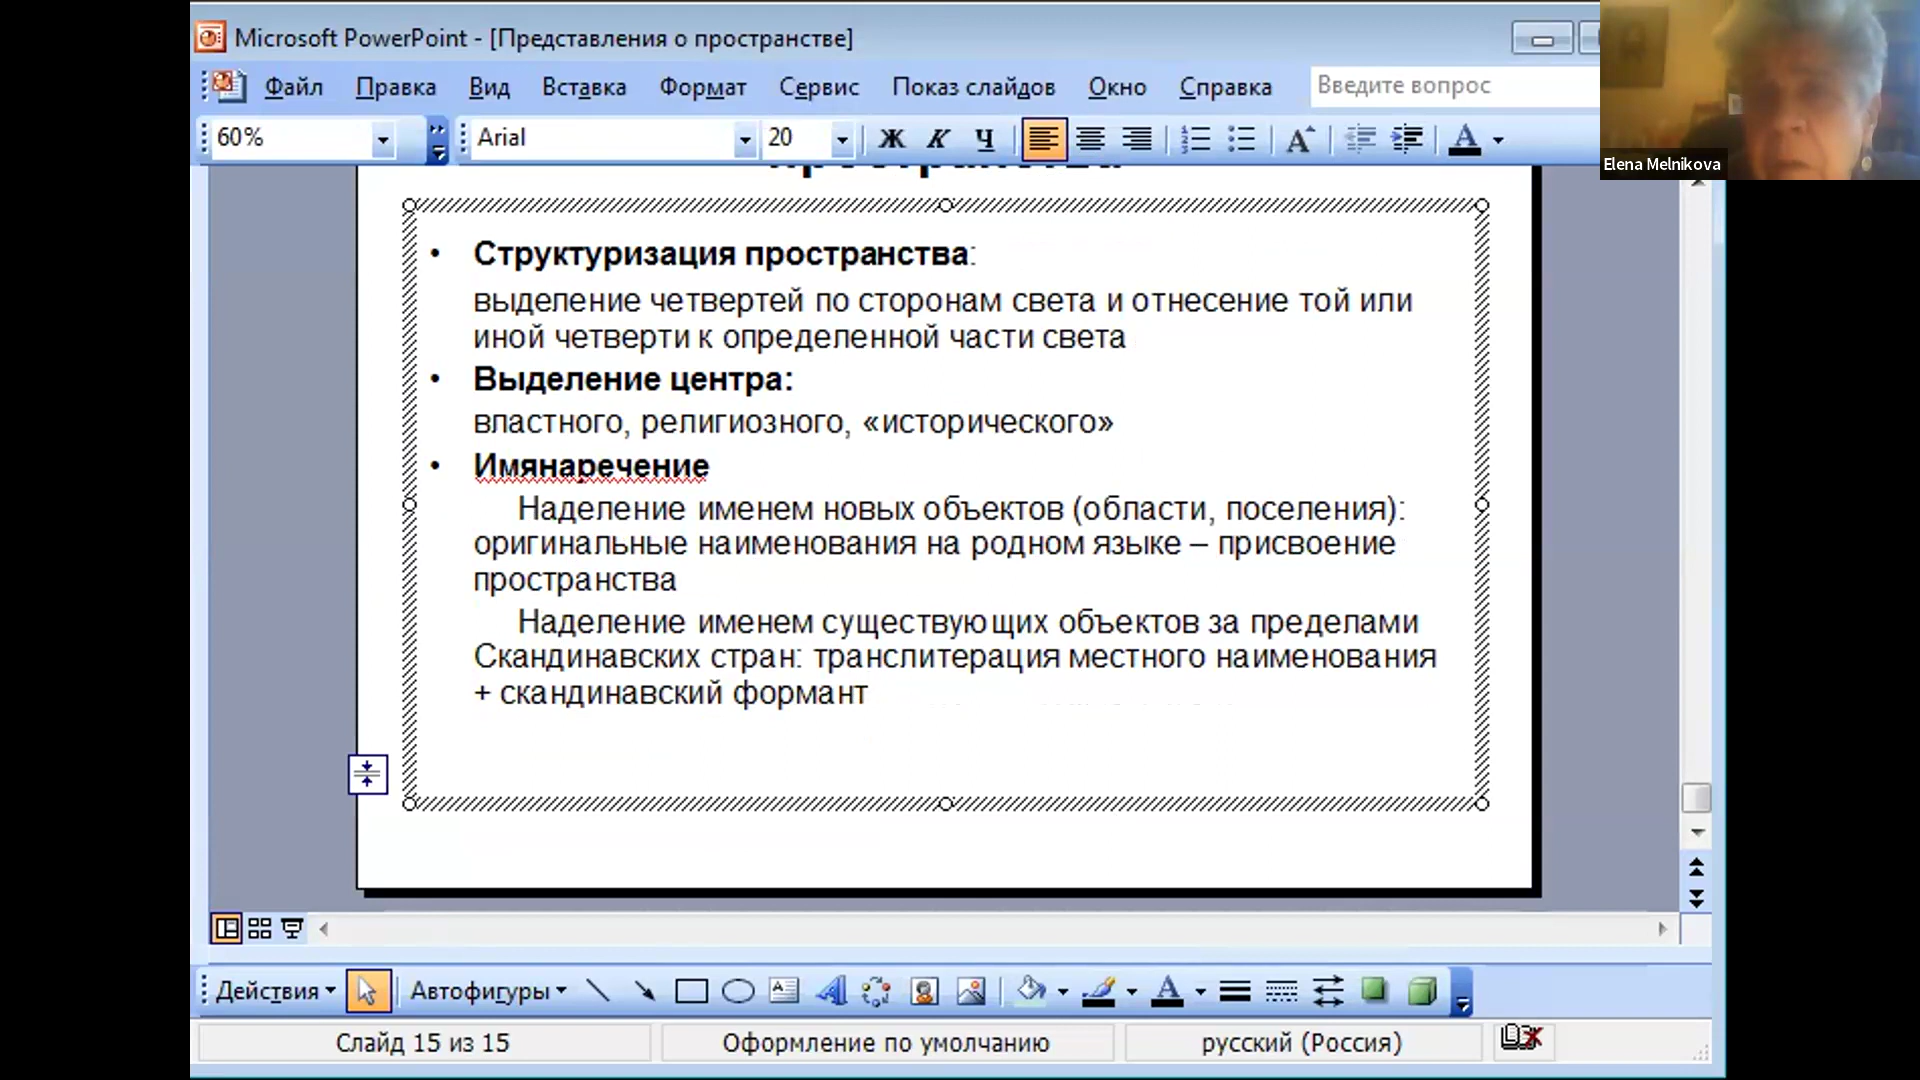 Microsoft PowerPoint - [Представления о пространстве]
Файл Правка Вид Вставка Формат Сервис Показ слайдов Окно Справка Введите вопрос
60% Arial 20 Ж К Ч
Elena Melnikova
• Структуризация пространства:
выделение четвертей по сторонам света и отнесение той или
иной четверти к определенной части света
• Выделение центра:
властного, религиозного, «исторического»
• Имянаречение
Наделение именем новых объектов (области, поселения):
оригинальные наименования на родном языке – присвоение
пространства
Наделение именем существующих объектов за пределами
Скандинавских стран: транслитерация местного наименования
+ скандинавский формант
Действия Автофигуры
Слайд 15 из 15 Оформление по умолчанию русский (Россия)